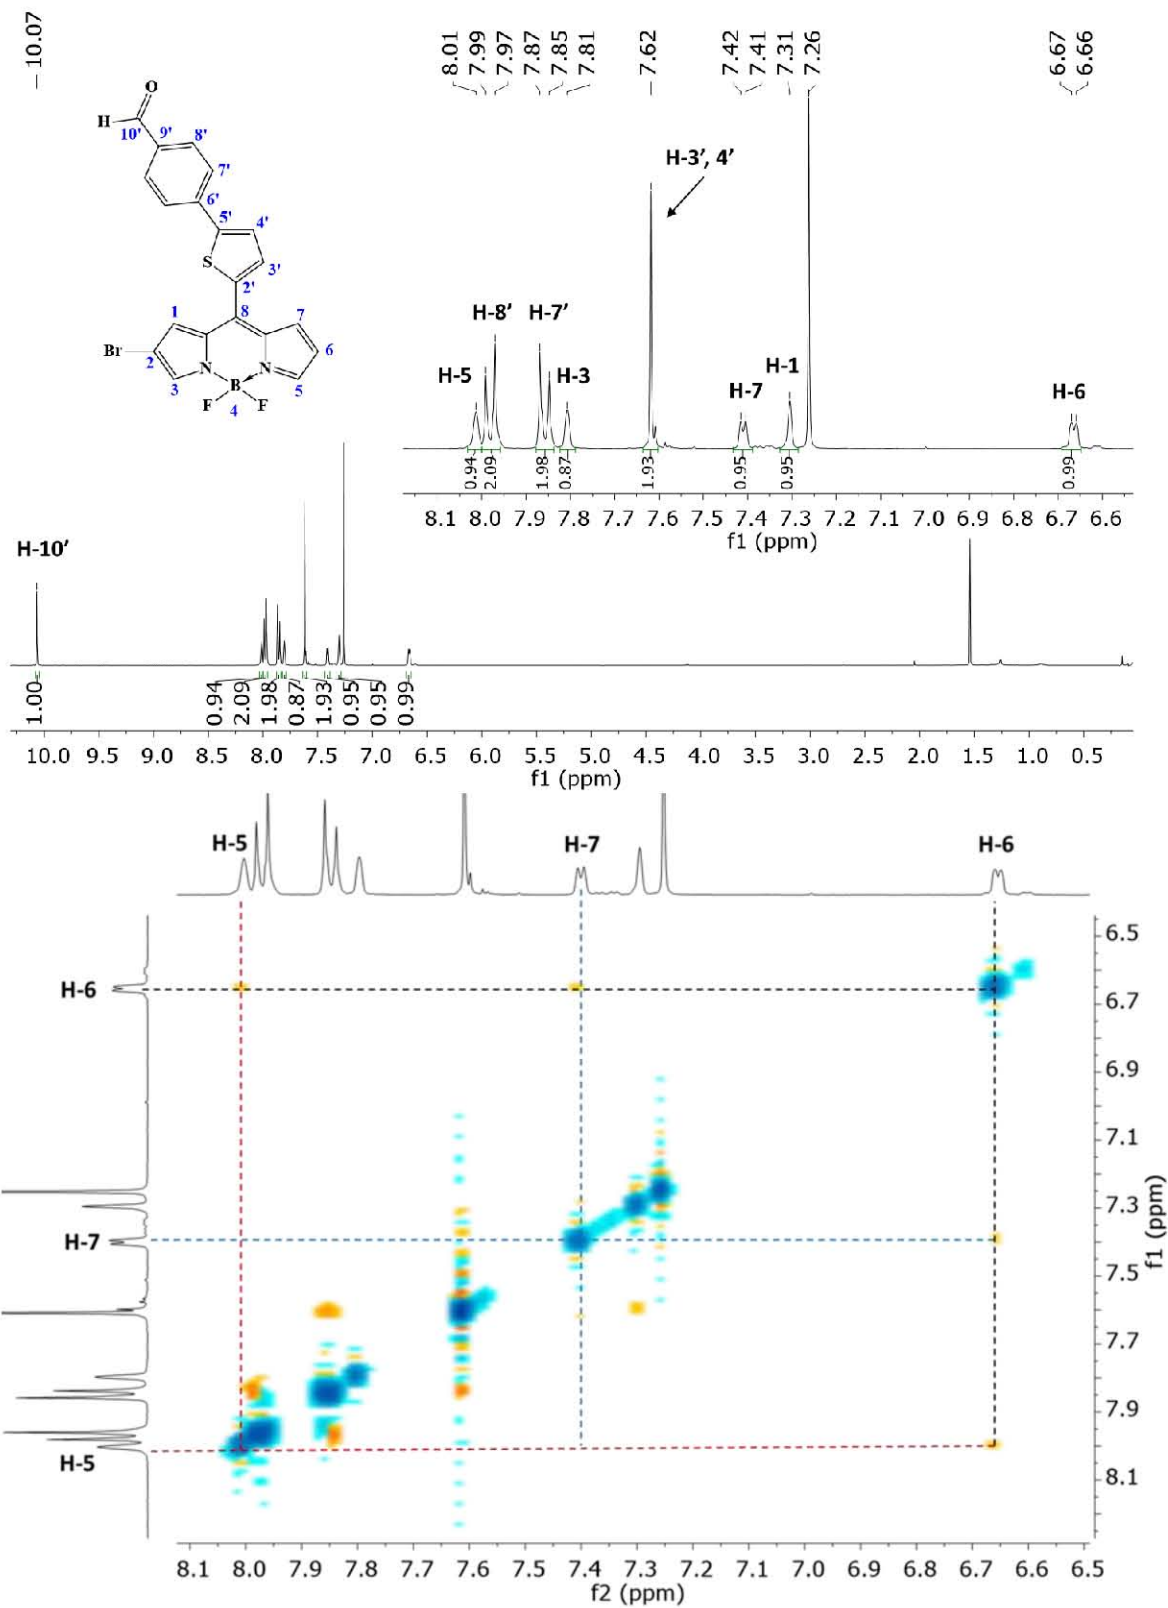 10.07
8.01
7.99
7.97
7.87
7.85
7.81
7.62
7.42
7.41
7.31
7.26
6.67
6.66
O
H
10'
9'
8'
7'
6'
5'
4'
S
3'
2'
1
8
7
Br
2
6
N
N
3
B
5
F
4
F
H-3', 4'
H-8'
H-7'
H-5
H-3
H-7
H-1
H-6
0.94
2.09
1.98
0.87
1.93
0.95
0.95
0.99
8.1 8.0 7.9 7.8 7.7 7.6 7.5 7.4 7.3 7.2 7.1 7.0 6.9 6.8 6.7 6.6
f1 (ppm)
H-10'
1.00
0.94
2.09
1.98
0.87
1.93
0.95
0.95
0.99
10.0 9.5 9.0 8.5 8.0 7.5 7.0 6.5 6.0 5.5 5.0 4.5 4.0 3.5 3.0 2.5 2.0 1.5 1.0 0.5
f1 (ppm)
H-5
H-7
H-6
H-6
H-7
H-5
6.5
6.7
6.9
7.1
7.3
7.5
7.7
7.9
8.1
f1 (ppm)
8.1 8.0 7.9 7.8 7.7 7.6 7.5 7.4 7.3 7.2 7.1 7.0 6.9 6.8 6.7 6.6 6.5
f2 (ppm)